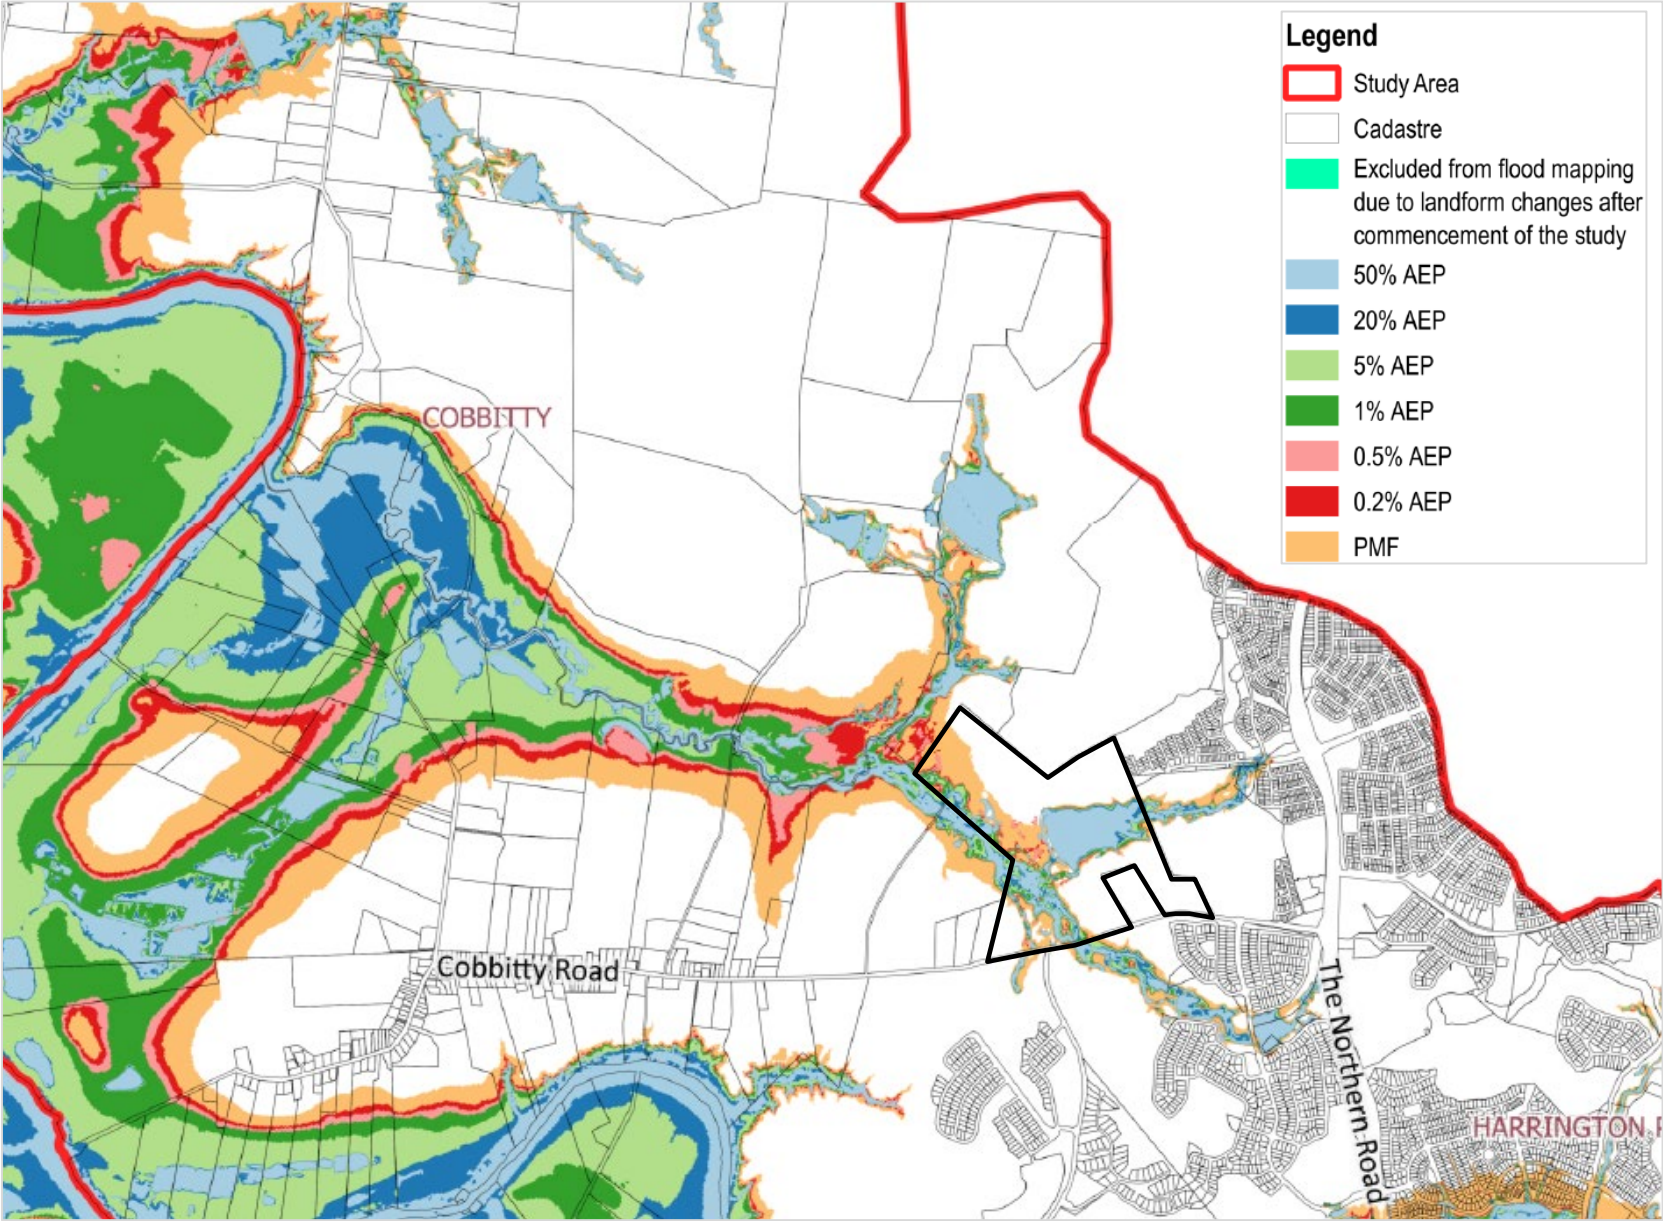 Legend
Study Area
Cadastre
Excluded from flood mapping
due to landform changes after
commencement of the study
50% AEP
20% AEP
5% AEP
1% AEP
0.5% AEP
0.2% AEP
PMF
COBBITTY
Cobbitty Road
The Northern Road
HARRINGTON